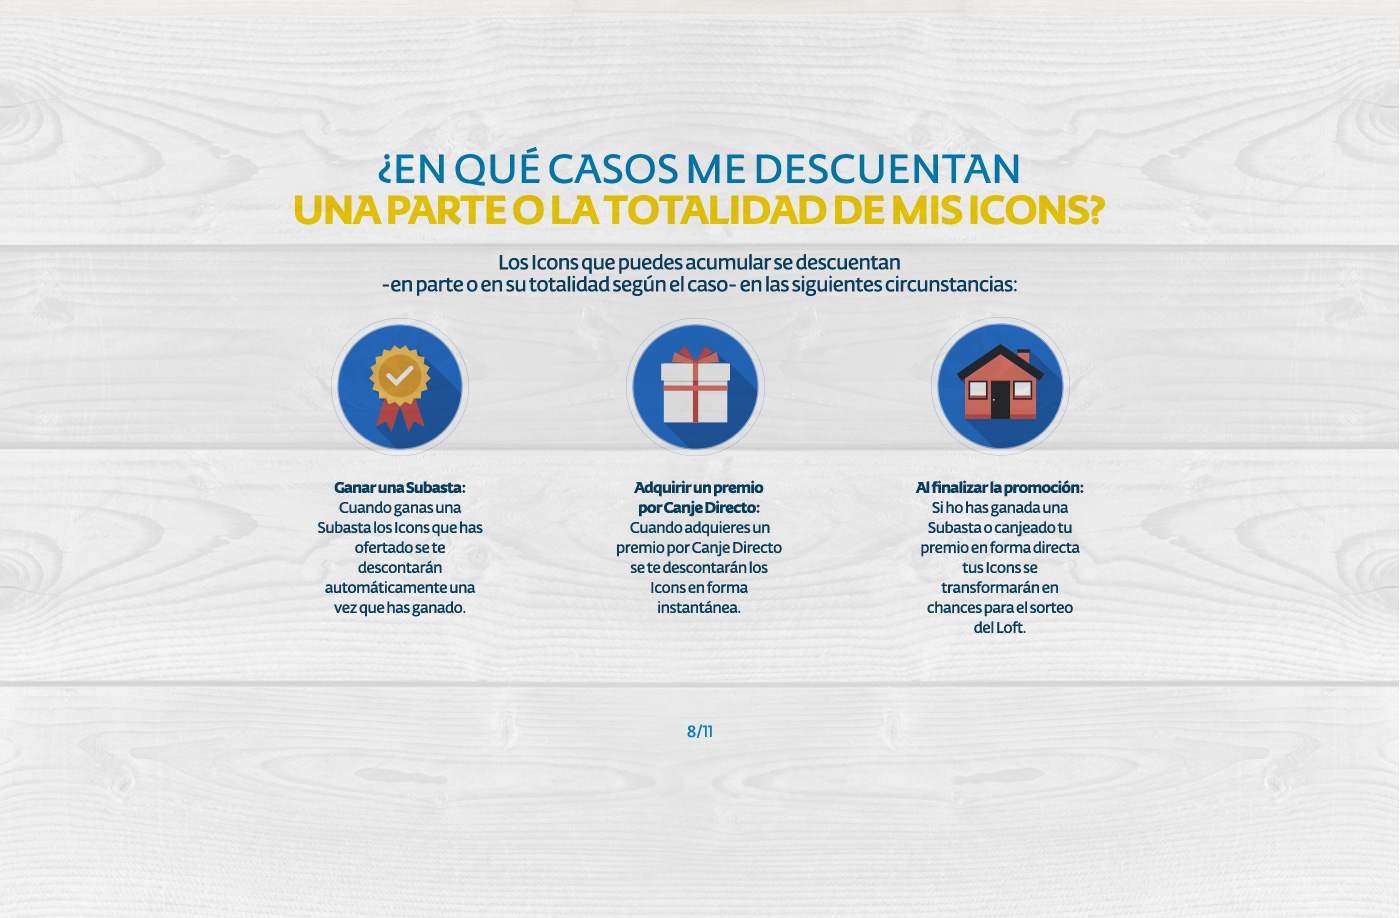 ¿EN QUÉ CASOS ME DESCUENTAN
UNA PARTE O LA TOTALIDAD DE MIS ICONS?
Los Icons que puedes acumular se descuentan
-en parte o en su totalidad según el caso- en las siguientes circunstancias:
Ganar una Subasta:
Cuando ganas una
Subasta los Icons que has
ofertado se te
descontarán
automáticamente una
vez que has ganado.
Adquirir un premio
por Canje Directo:
Cuando adquieres un
premio por Canje Directo
se te descontarán los
Icons en forma
instantánea.
Al finalizar la promoción:
Si ho has ganada una
Subasta o canjeado tu
premio en forma directa
tus Icons se
transformarán en
chances para el sorteo
del Loft.
8/11